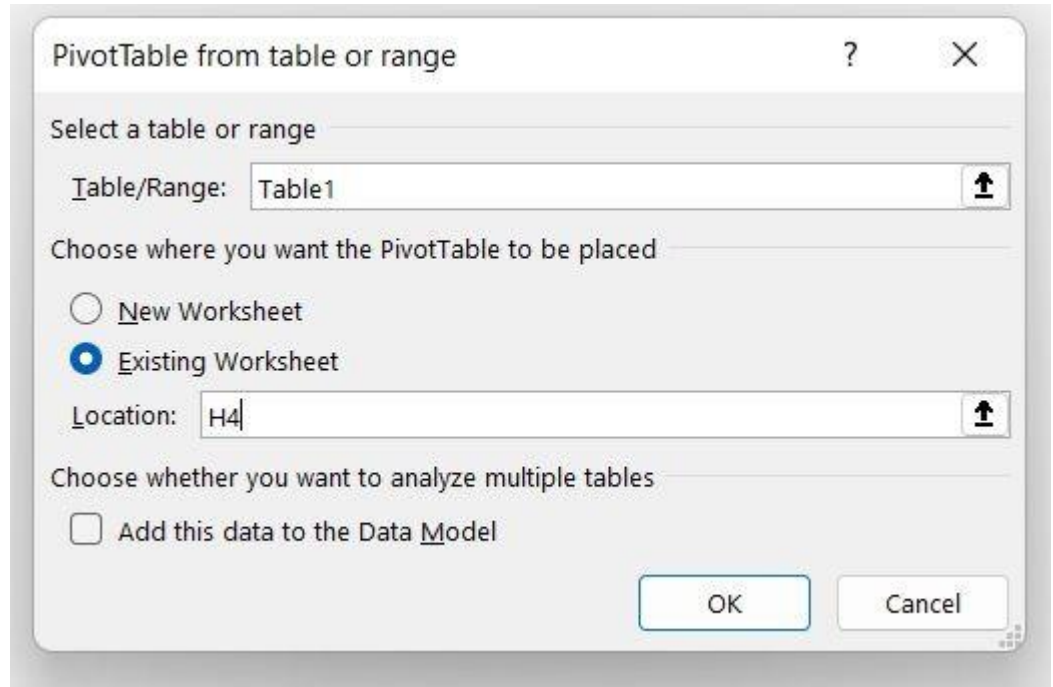 PivotTable from table or range ?
Select a table or range
Table/Range: Table1
Choose where you want the PivotTable to be placed
New Worksheet
Existing Worksheet
Location: H4
Choose whether you want to analyze multiple tables
Add this data to the Data Model
OK Cancel